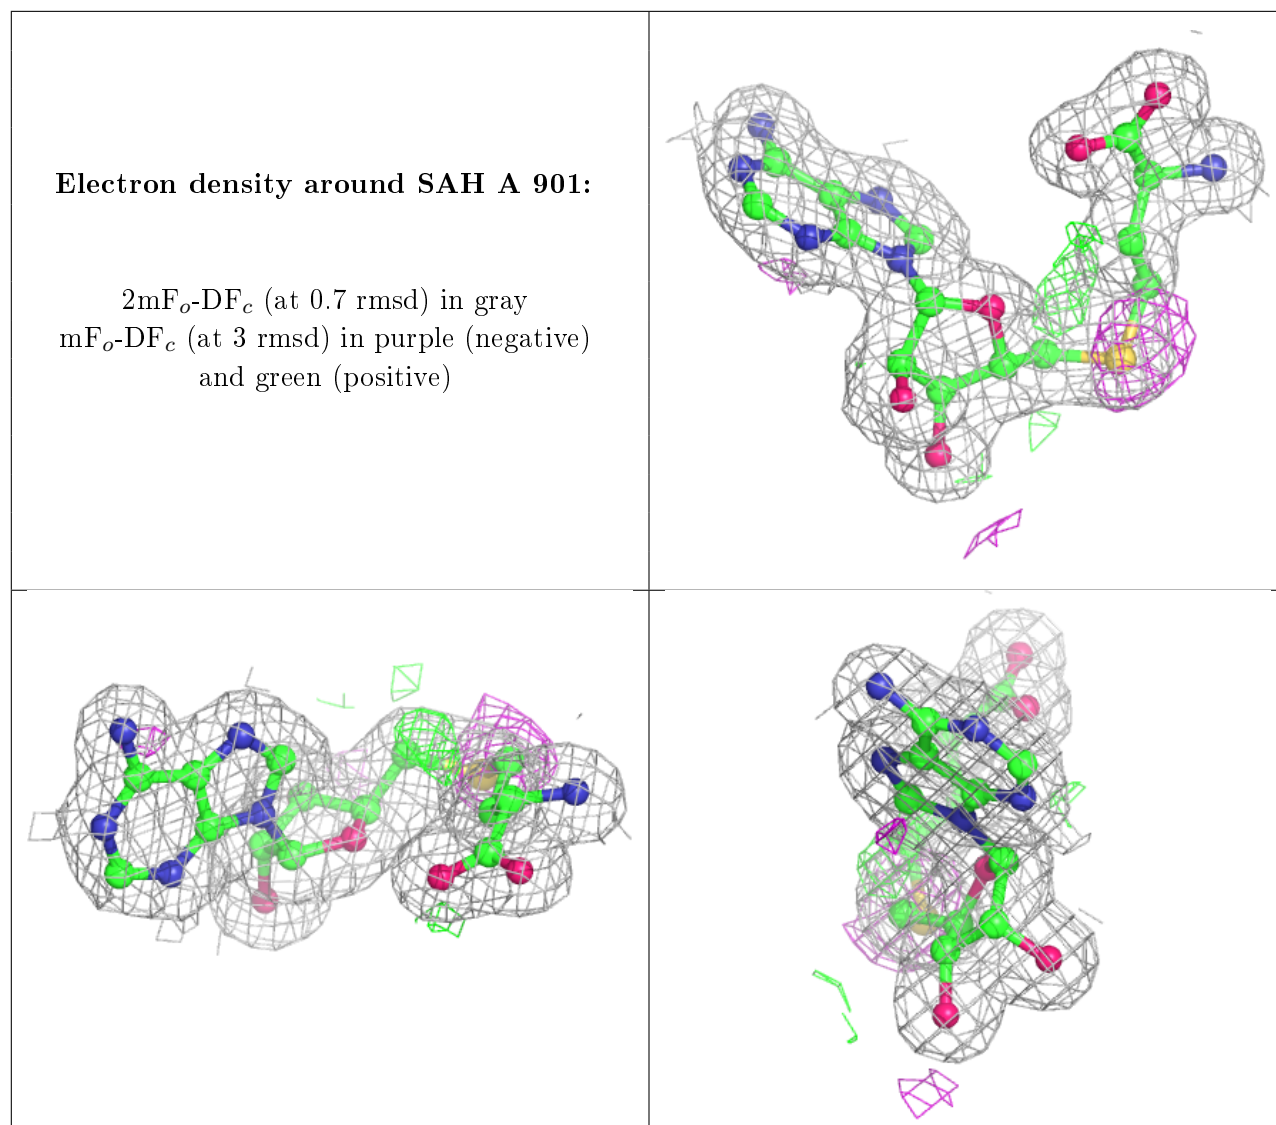 Electron density around SAH A 901:
2mFo-DFc (at 0.7 rmsd) in gray
mFo-DFc (at 3 rmsd) in purple (negative)
and green (positive)